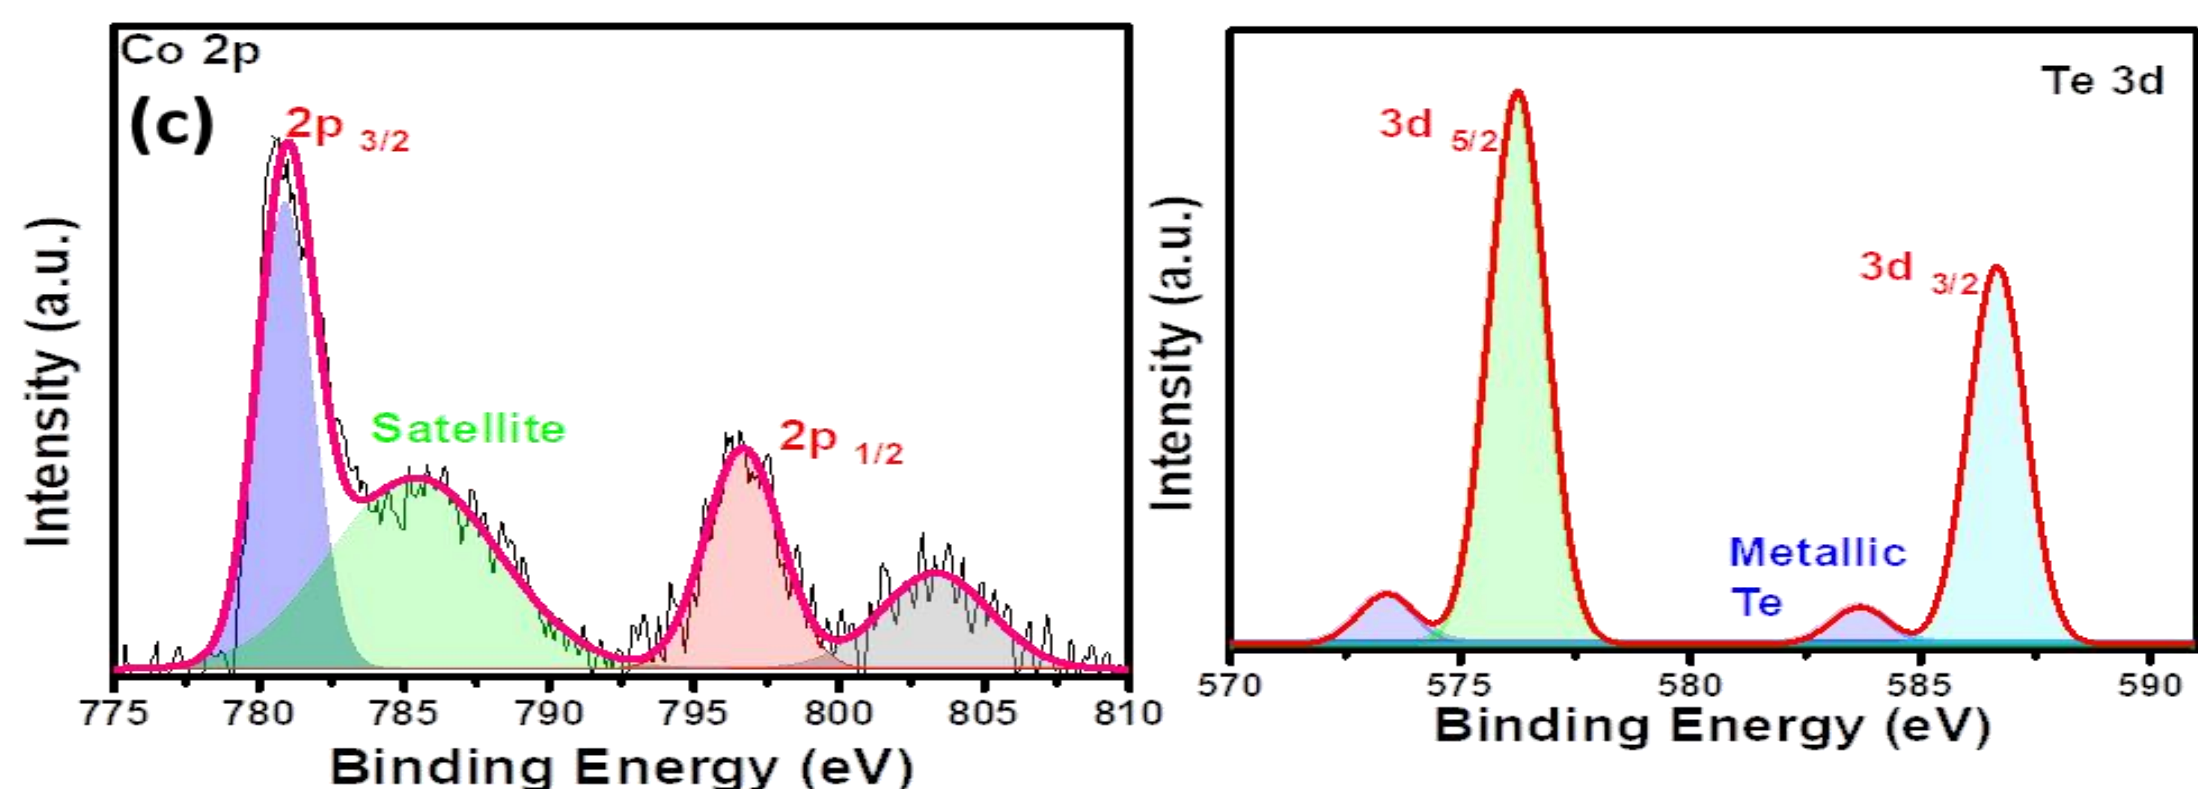 Co 2p
(c)
2p 3/2
Satellite
2p 1/2
Intensity (a.u.)
775 780 785 790 795 800 805 810
Binding Energy (eV)
Te 3d
3d 5/2
3d 3/2
Metallic
Te
Intensity (a.u.)
570 575 580 585 590
Binding Energy (eV)